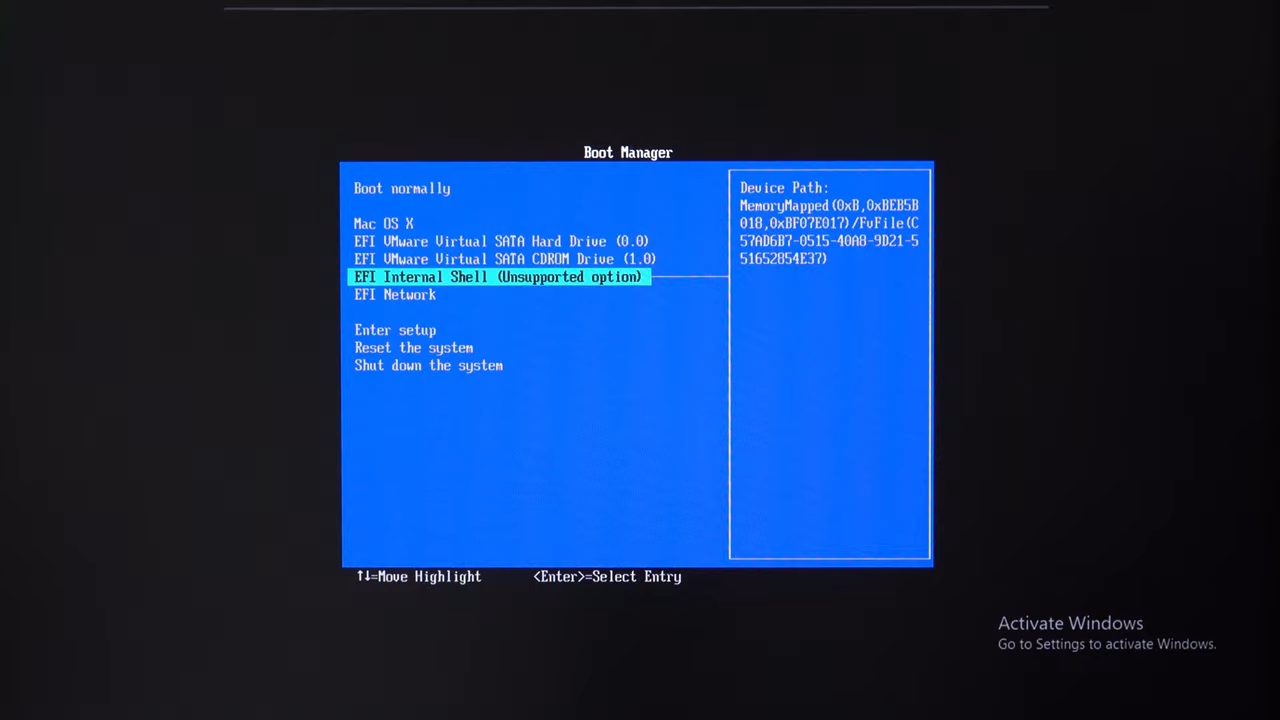 Boot Manager
Boot normally
Mac OS X
EFI VMware Virtual SATA Hard Drive (0.0)
EFI VMware Virtual SATA CDROM Drive (1.0)
EFI Internal Shell (Unsupported option)
EFI Network
Enter setup
Reset the system
Shut down the system
Device Path:
MemoryMapped(0xB,0xBEB5B
018,0xBF07E017)/FvFile(C
57AD6B7-0515-40A8-9D21-5
51652854E37)
↑↓=Move Highlight
<Enter>=Select Entry
Activate Windows
Go to Settings to activate Windows.